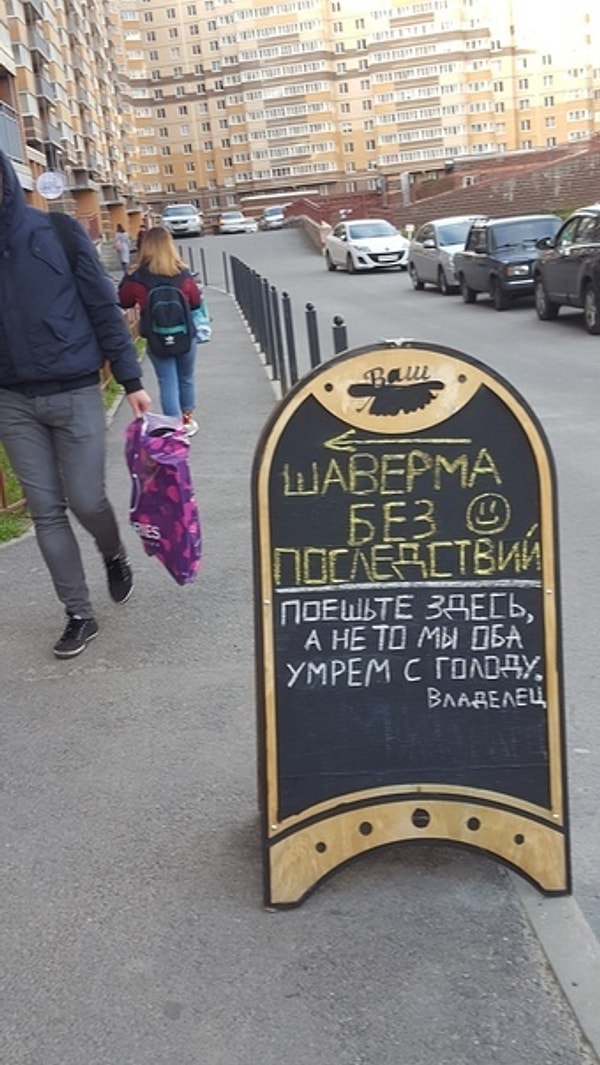 Ваш
ШАВЕРМА
БЕЗ
ПОСЛЕДСТВИЙ
ПОЕШЬТЕ ЗДЕСЬ,
А НЕ ТО МЫ ОБА
УМРЕМ С ГОЛОДУ.
ВЛАДЕЛЕЦ